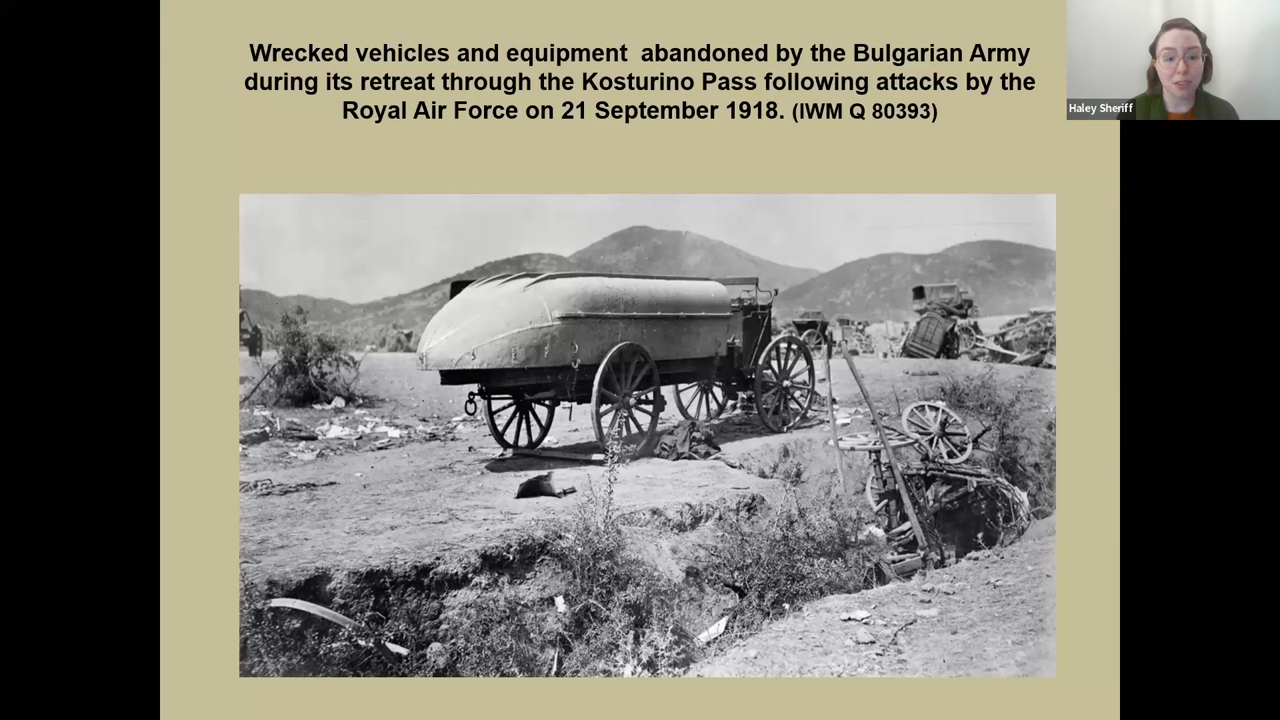 Wrecked vehicles and equipment  abandoned by the Bulgarian Army
during its retreat through the Kosturino Pass following attacks by the
Royal Air Force on 21 September 1918. (IWM Q 80393)
Haley Sheriff